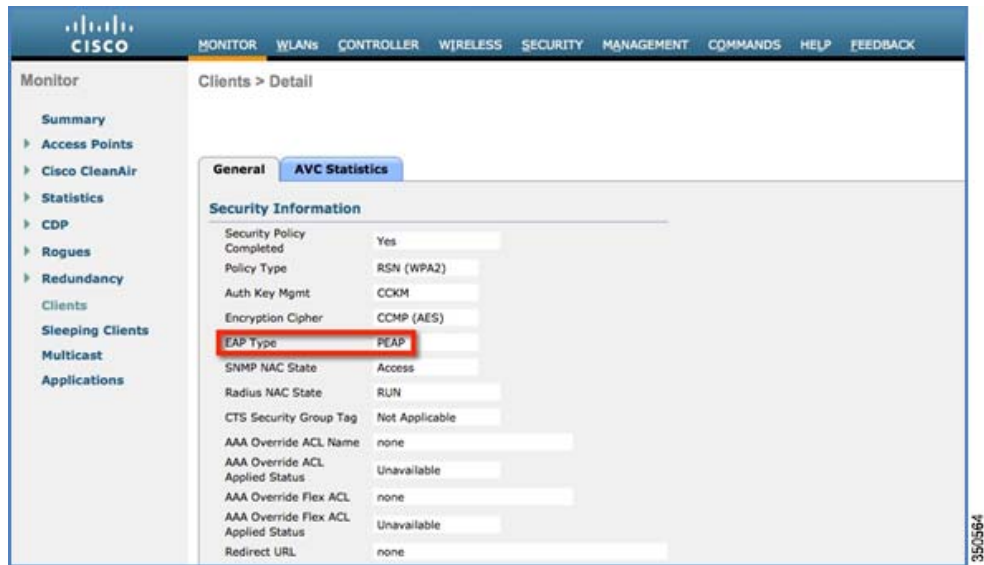 CISCO
MONITOR WLANs CONTROLLER WIRELESS SECURITY MANAGEMENT COMMANDS HELP FEEDBACK
Monitor
Summary
Access Points
Cisco CleanAir
Statistics
CDP
Rogues
Redundancy
Clients
Sleeping Clients
Multicast
Applications
Clients > Detail
General AVC Statistics
Security Information
Security Policy
Completed Yes
Policy Type RSN (WPA2)
Auth Key Mgmt CCKM
Encryption Cipher CCMP (AES)
EAP Type PEAP
SNMP NAC State Access
Radius NAC State RUN
CTS Security Group Tag Not Applicable
AAA Override ACL Name none
AAA Override ACL
Applied Status Unavailable
AAA Override Flex ACL none
AAA Override Flex ACL
Applied Status Unavailable
Redirect URL none
350564